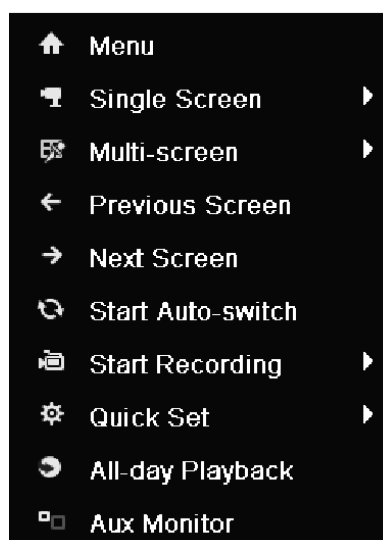 Menu
Single Screen
Multi-screen
Previous Screen
Next Screen
Start Auto-switch
Start Recording
Quick Set
All-day Playback
Aux Monitor